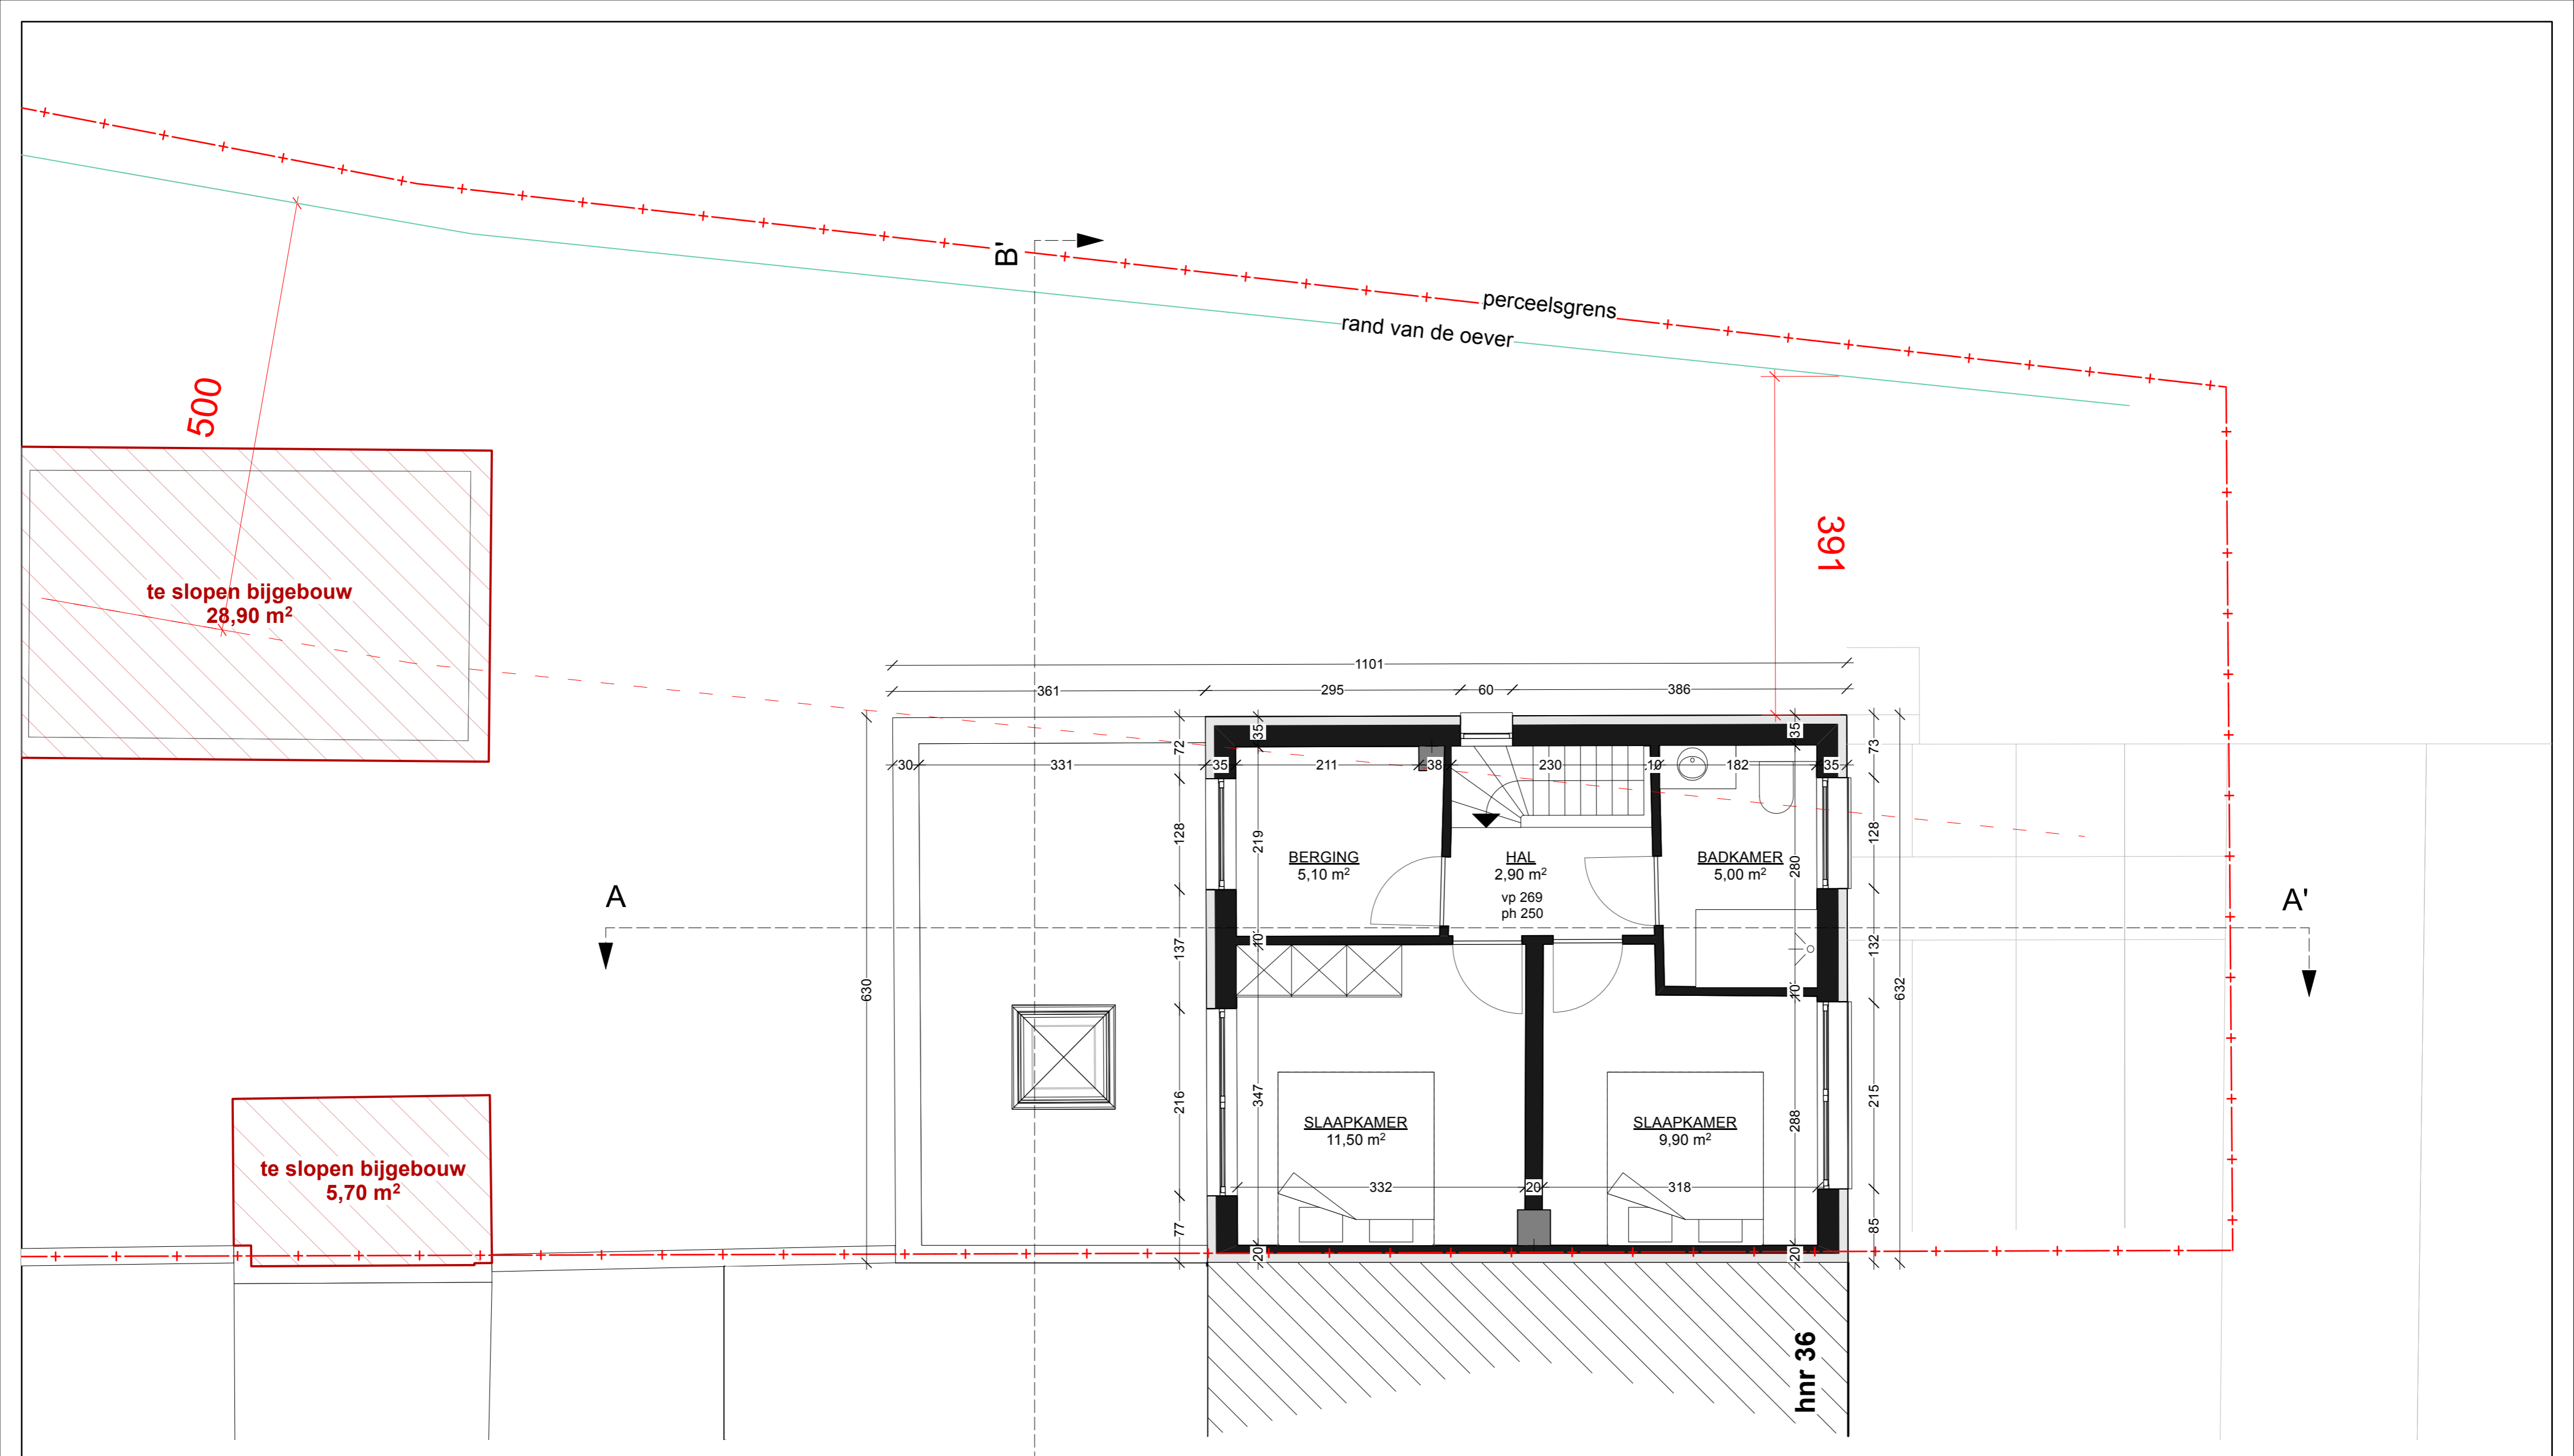 B'
perceelsgrens
rand van de oever
500
391
te slopen bijgebouw
28,90 m²
1101
361
295
60
386
30
331
35
211
38
230
10
182
35
72
128
137
216
77
630
35
219
10
347
20
35
280
10
288
20
73
128
132
215
85
632
BERGING
5,10 m²
HAL
2,90 m²
vp 269
ph 250
BADKAMER
5,00 m²
A
A'
SLAAPKAMER
11,50 m²
SLAAPKAMER
9,90 m²
332
20
318
te slopen bijgebouw
5,70 m²
hnr 36